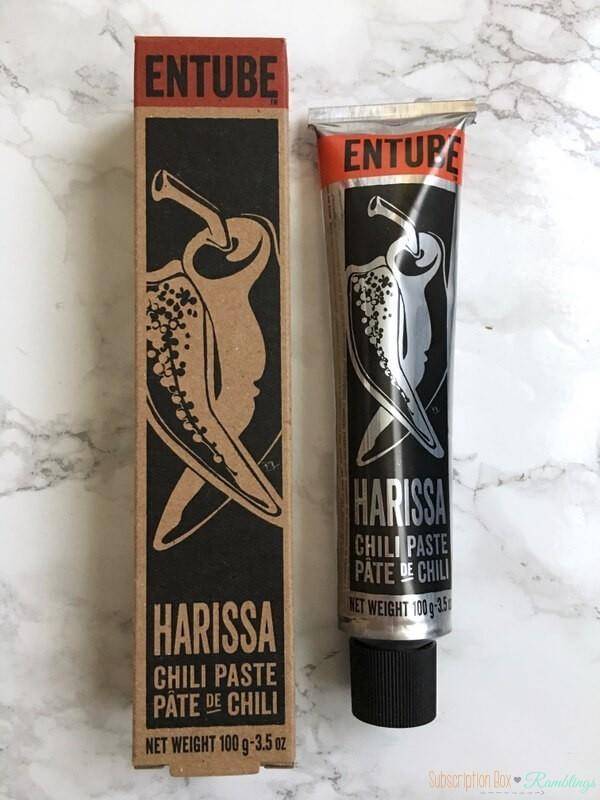 ENTUBE
TM
HARISSA
CHILI PASTE
PÂTE DE CHILI
NET WEIGHT 100 g-3.5 oz
ENTUBE
HARISSA
CHILI PASTE
PÂTE DE CHILI
NET WEIGHT 100 g-3.5
Subscription Box ♥ Ramblings